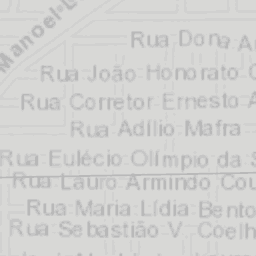 Manoel
Rua Dona
Rua João Honorato
Rua Corretor Ernesto
Rua Adílio Mafra
Rua Eulécio Olímpio da
Rua Lauro Armindo
Rua Maria Lídia Bento
Rua Sebastião V. Coelh